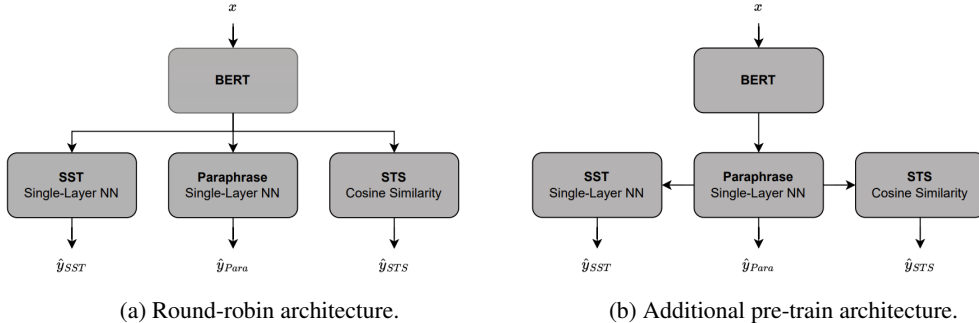 x
BERT
SST
Single-Layer NN
Paraphrase
Single-Layer NN
STS
Cosine Similarity
ŷ_SST
ŷ_Para
ŷ_STS
(a) Round-robin architecture.
x
BERT
SST
Single-Layer NN
Paraphrase
Single-Layer NN
STS
Cosine Similarity
ŷ_SST
ŷ_Para
ŷ_STS
(b) Additional pre-train architecture.